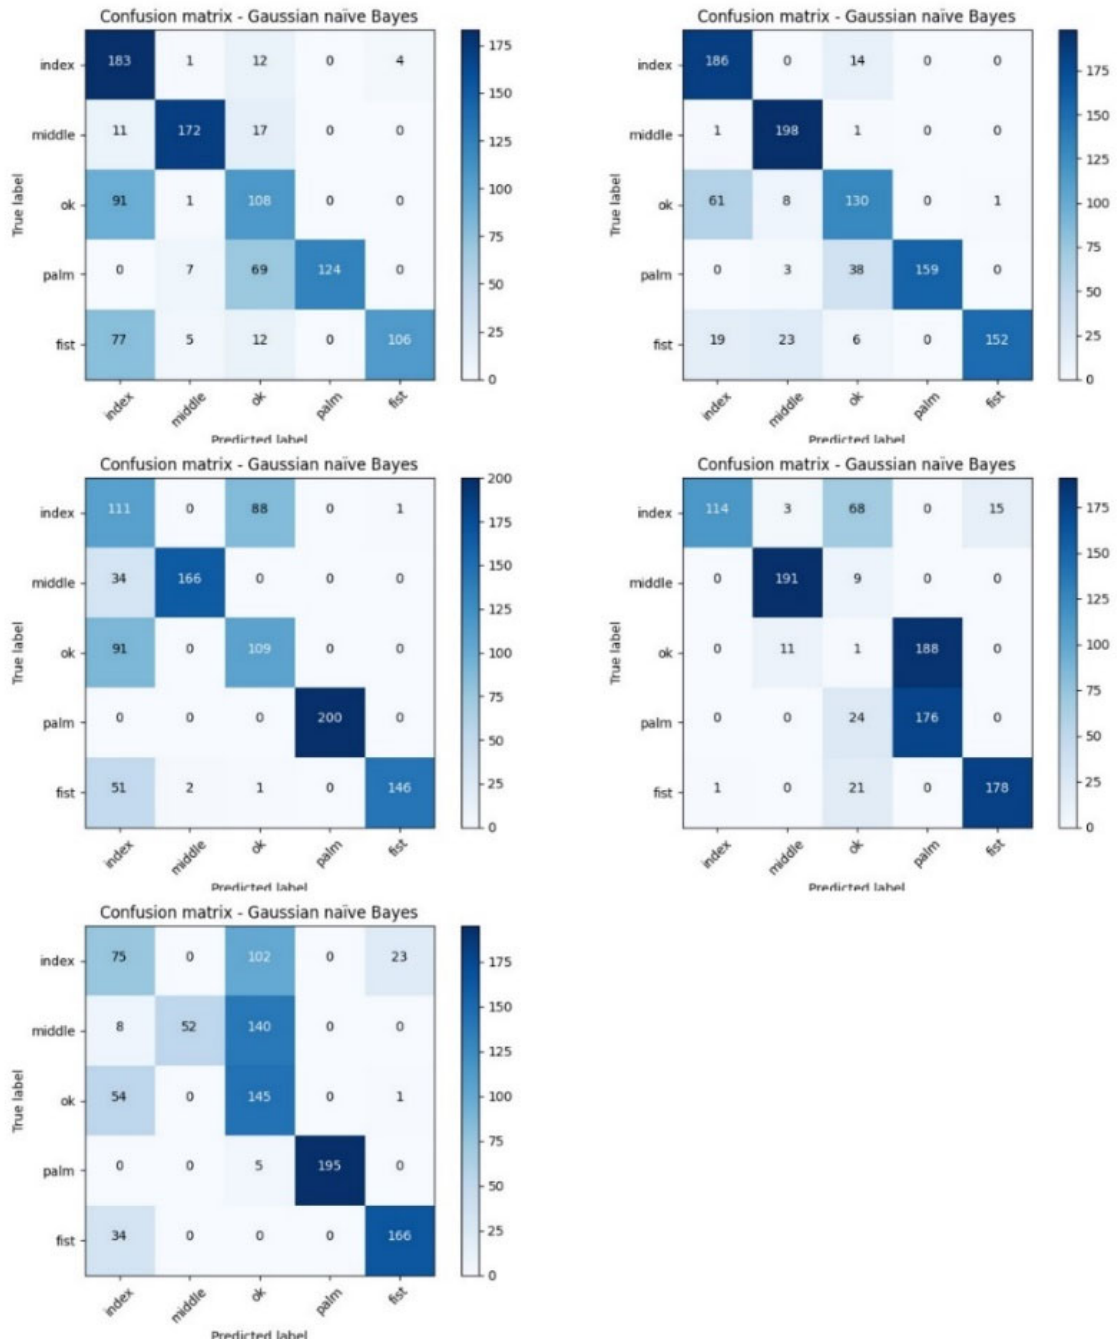 Confusion matrix - Gaussian naïve Bayes
index 183 1 12 0 4
middle 11 172 17 0 0
ok 91 1 108 0 0
palm 0 7 69 124 0
fist 77 5 12 0 106
index middle ok palm fist
True label
Predicted label
175
150
125
100
75
50
25
0
Confusion matrix - Gaussian naïve Bayes
index 186 0 14 0 0
middle 1 198 1 0 0
ok 61 8 130 0 1
palm 0 3 38 159 0
fist 19 23 6 0 152
index middle ok palm fist
True label
Predicted label
175
150
125
100
75
50
25
0
Confusion matrix - Gaussian naïve Bayes
index 111 0 88 0 1
middle 34 166 0 0 0
ok 91 0 109 0 0
palm 0 0 0 200 0
fist 51 2 1 0 146
index middle ok palm fist
True label
Predicted label
200
175
150
125
100
75
50
25
0
Confusion matrix - Gaussian naïve Bayes
index 114 3 68 0 15
middle 0 191 9 0 0
ok 0 11 1 188 0
palm 0 0 24 176 0
fist 1 0 21 0 178
index middle ok palm fist
True label
Predicted label
175
150
125
100
75
50
25
0
Confusion matrix - Gaussian naïve Bayes
index 75 0 102 0 23
middle 8 52 140 0 0
ok 54 0 145 0 1
palm 0 0 5 195 0
fist 34 0 0 0 166
index middle ok palm fist
True label
Predicted label
175
150
125
100
75
50
25
0